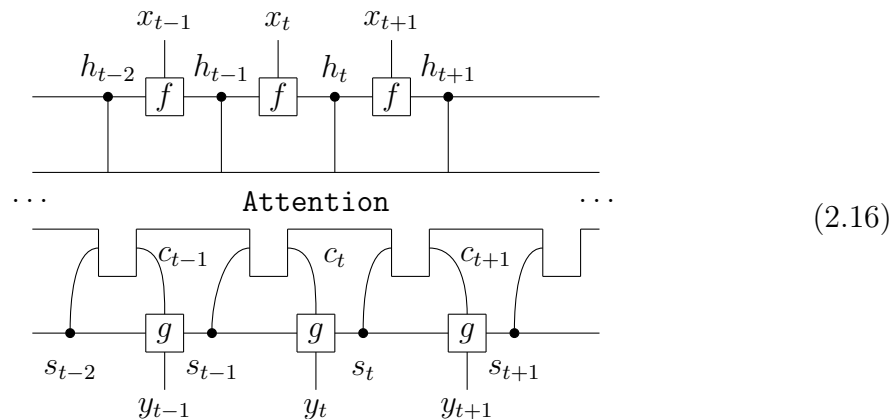 x_{t-1} x_t x_{t+1}
h_{t-2} h_{t-1} h_t h_{t+1}
f f f
· · · Attention · · · (2.16)
c_{t-1} c_t c_{t+1}
g g g
s_{t-2} s_{t-1} s_t s_{t+1}
y_{t-1} y_t y_{t+1}